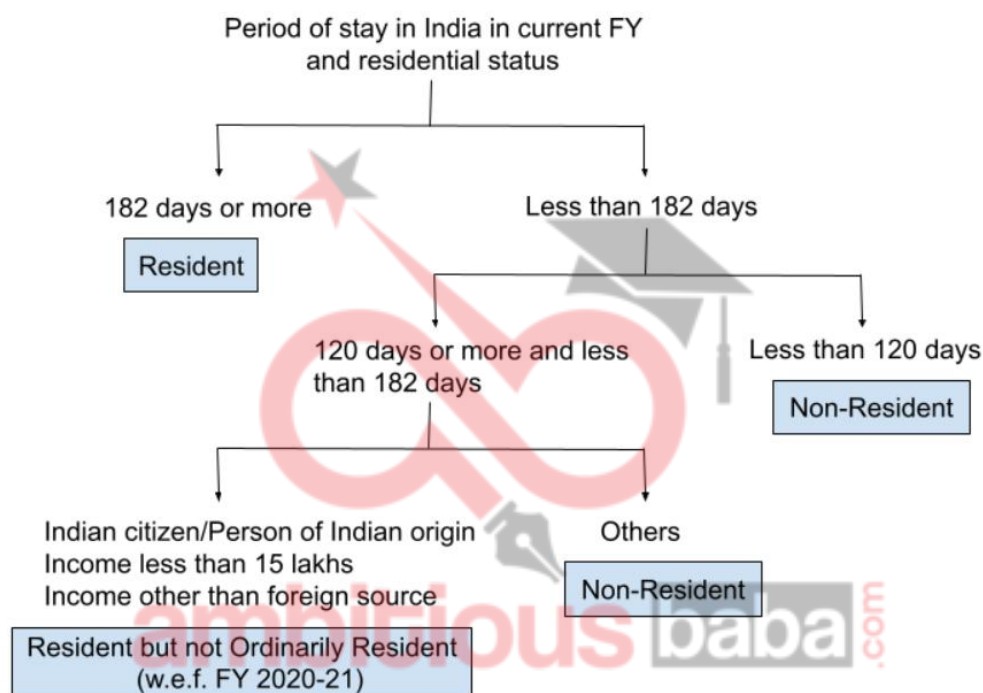 Period of stay in India in current FY
and residential status
182 days or more
Less than 182 days
Resident
120 days or more and less
than 182 days
Less than 120 days
Non-Resident
Indian citizen/Person of Indian origin
Income less than 15 lakhs
Income other than foreign source
Others
Non-Resident
Resident but not Ordinarily Resident
(w.e.f. FY 2020-21)
ambitious baba.com